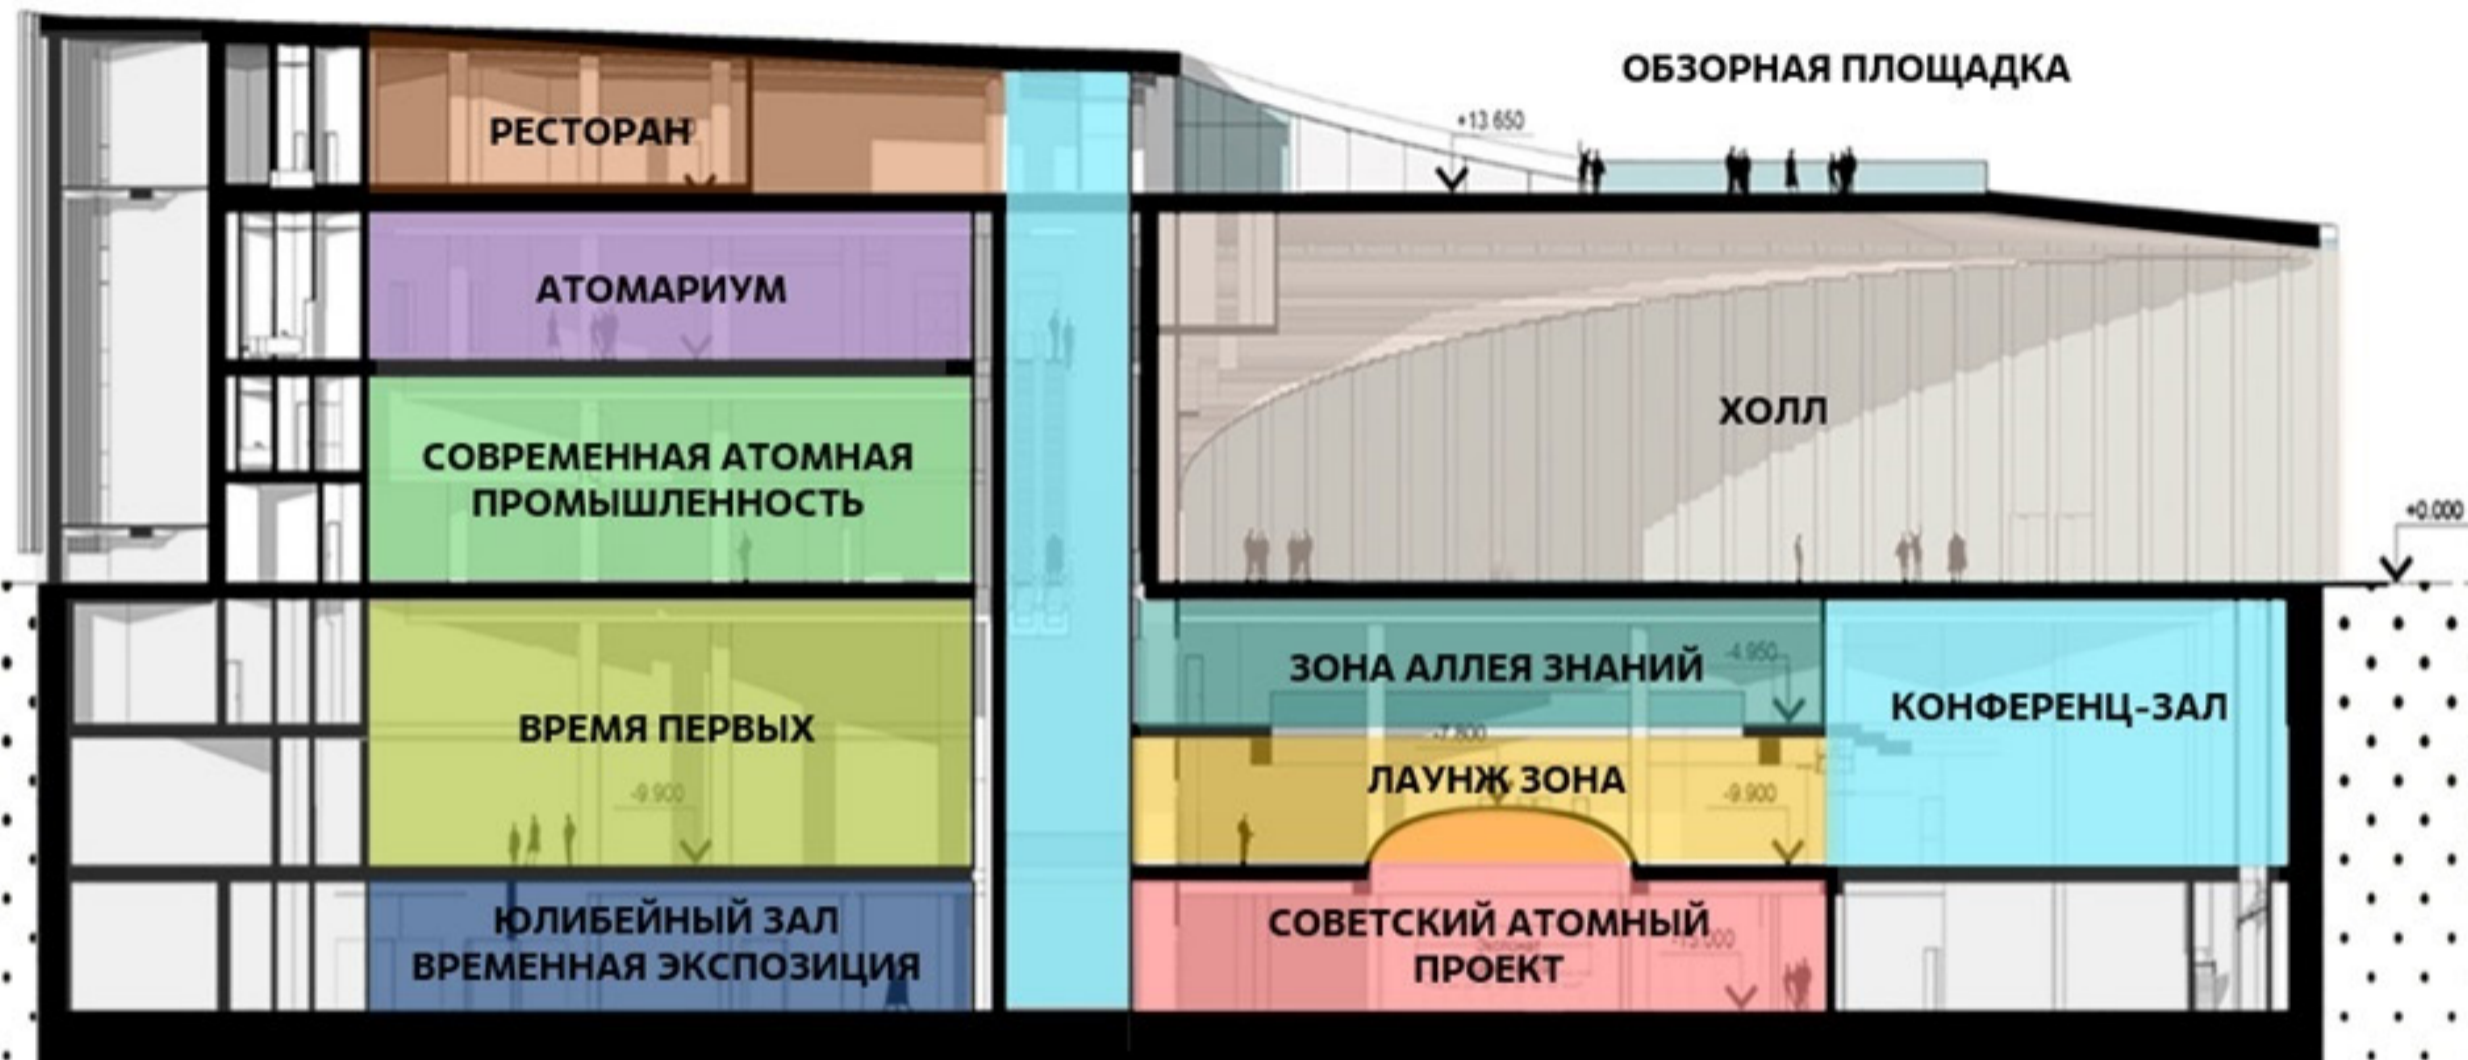 ОБЗОРНАЯ ПЛОЩАДКА
+13 650
РЕСТОРАН
АТОМАРИУМ
ХОЛЛ
СОВРЕМЕННАЯ АТОМНАЯ
ПРОМЫШЛЕННОСТЬ
+0.000
ЗОНА АЛЛЕЯ ЗНАНИЙ
-4.950
КОНФЕРЕНЦ-ЗАЛ
ВРЕМЯ ПЕРВЫХ
-7.800
ЛАУНЖ ЗОНА
-9.900
-9.900
ЮЛИБЕЙНЫЙ ЗАЛ
ВРЕМЕННАЯ ЭКСПОЗИЦИЯ
СОВЕТСКИЙ АТОМНЫЙ
ПРОЕКТ